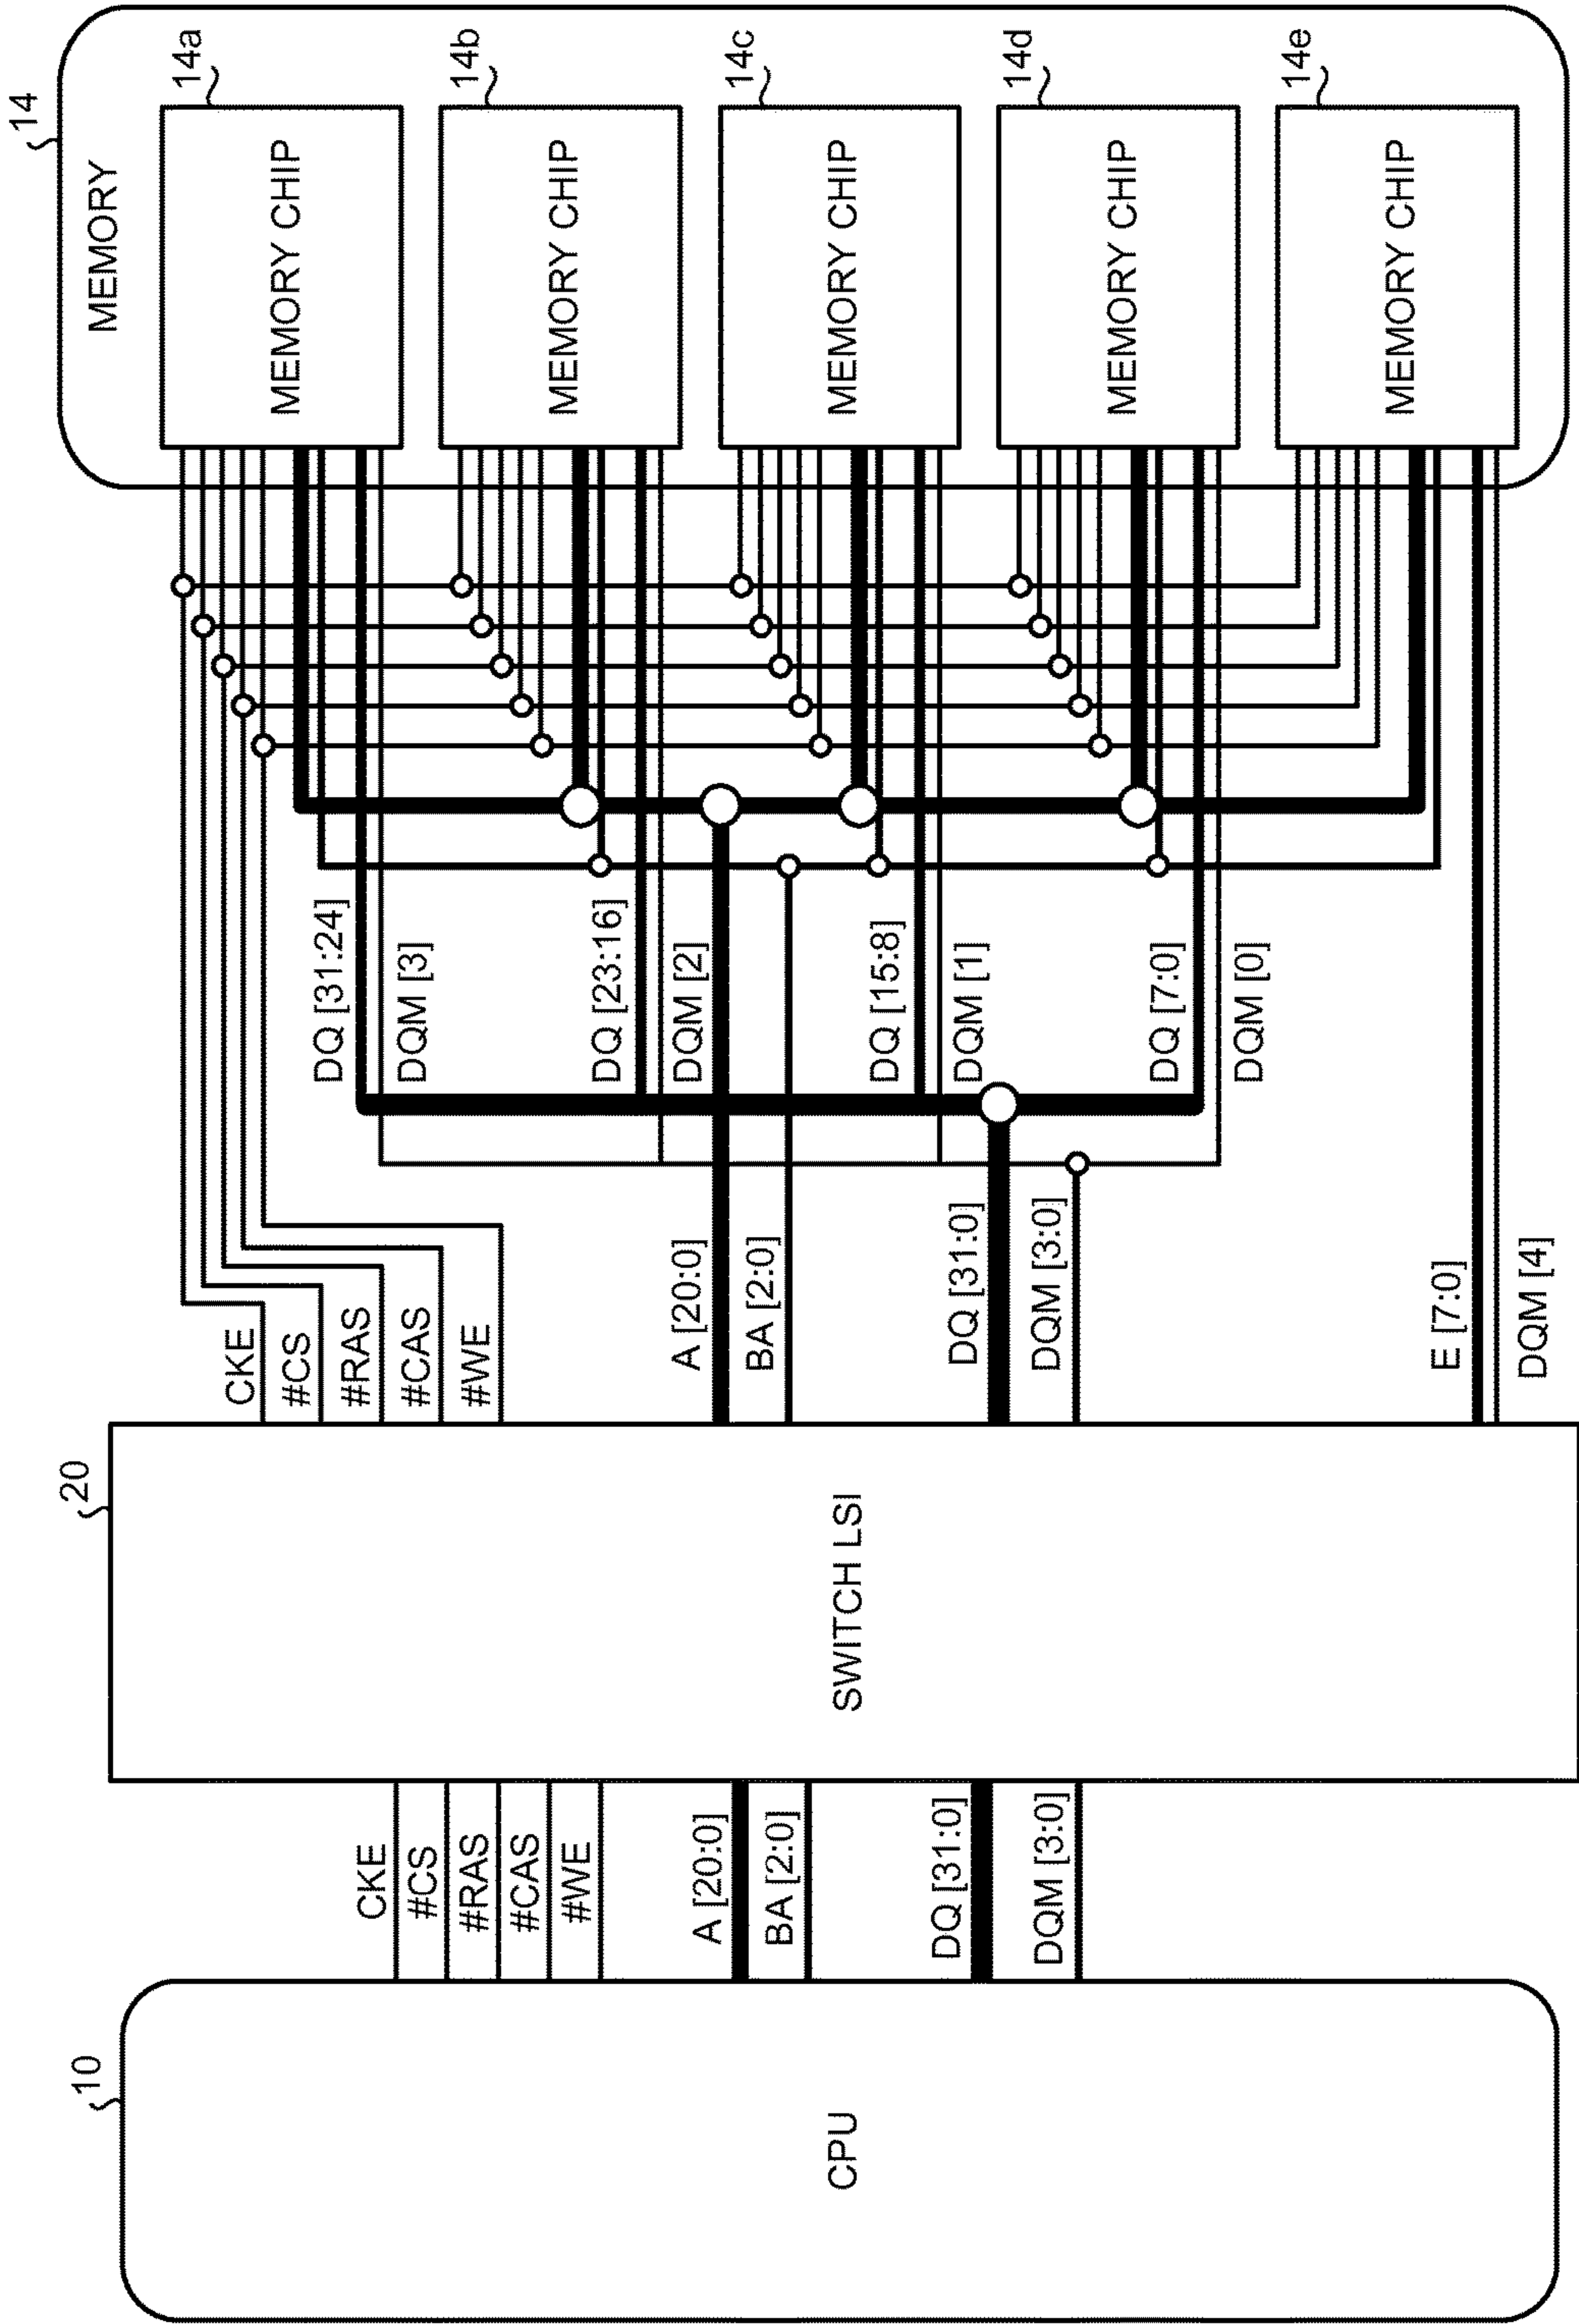 10
CPU
CKE
#CS
#RAS
#CAS
#WE
A [20:0]
BA [2:0]
DQ [31:0]
DQM [3:0]
20
SWITCH LSI
CKE
#CS
#RAS
#CAS
#WE
A [20:0]
BA [2:0]
DQ [31:0]
DQM [3:0]
E [7:0]
DQM [4]
DQ [31:24]
DQM [3]
DQ [23:16]
DQM [2]
DQ [15:8]
DQM [1]
DQ [7:0]
DQM [0]
14
MEMORY
14a
MEMORY CHIP
14b
MEMORY CHIP
14c
MEMORY CHIP
14d
MEMORY CHIP
14e
MEMORY CHIP